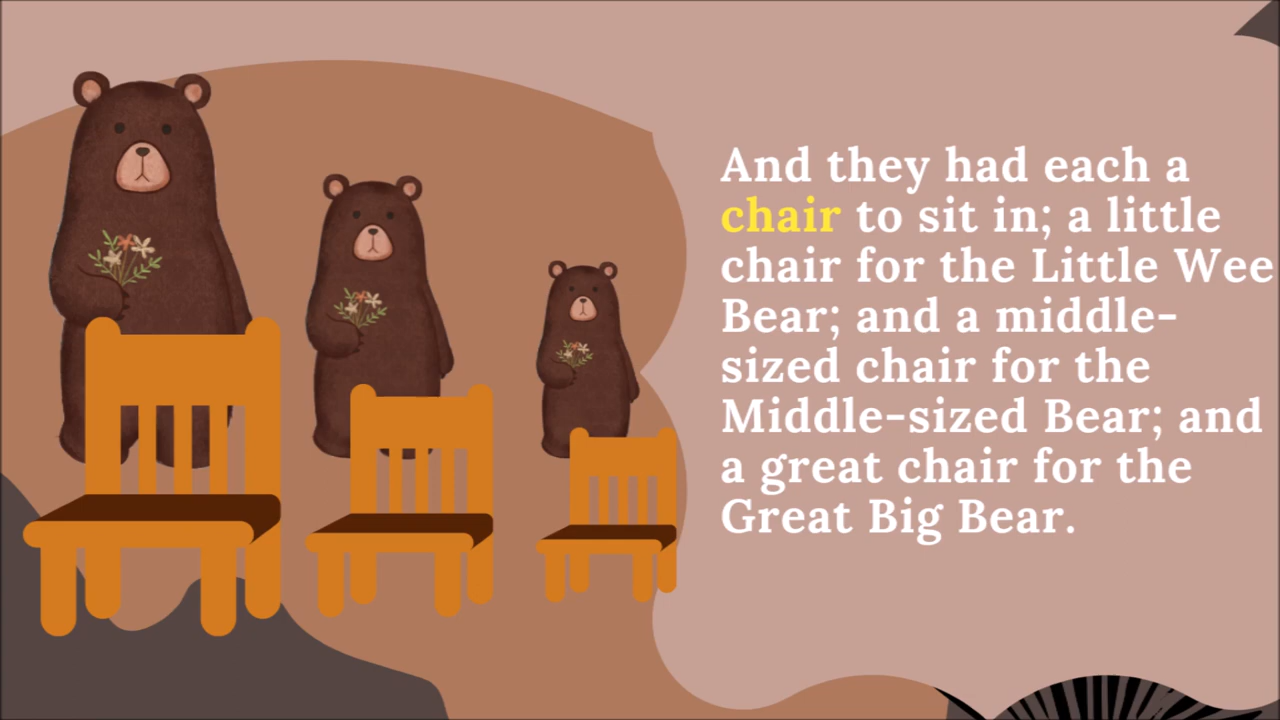 And they had each a
chair to sit in; a little
chair for the Little Wee
Bear; and a middle-
sized chair for the
Middle-sized Bear; and
a great chair for the
Great Big Bear.